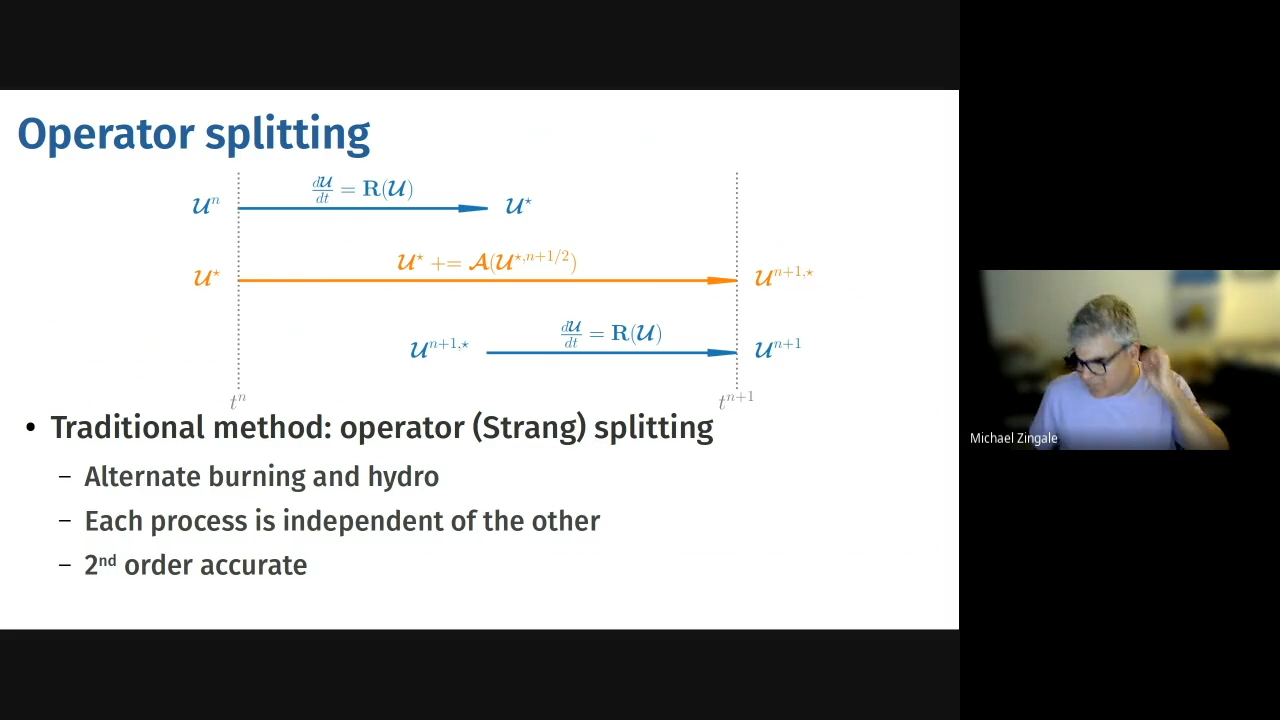 Operator splitting
𝓤ⁿ d𝓤/dt = R(𝓤) 𝓤⋆
𝓤⋆ 𝓤⋆ += 𝓐(𝓤⋆,n+1/2) 𝓤n+1,⋆
𝓤n+1,⋆ d𝓤/dt = R(𝓤) 𝓤n+1
tⁿ tn+1
• Traditional method: operator (Strang) splitting
– Alternate burning and hydro
– Each process is independent of the other
– 2nd order accurate
Michael Zingale